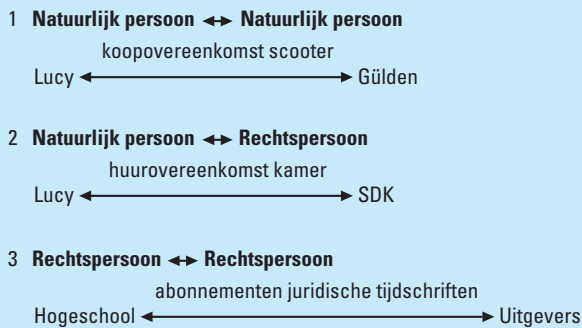 1 Natuurlijk persoon ↔ Natuurlijk persoon
koopovereenkomst scooter
Lucy ↔ Gülden
2 Natuurlijk persoon ↔ Rechtspersoon
huurovereenkomst kamer
Lucy ↔ SDK
3 Rechtspersoon ↔ Rechtspersoon
abonnementen juridische tijdschriften
Hogeschool ↔ Uitgevers